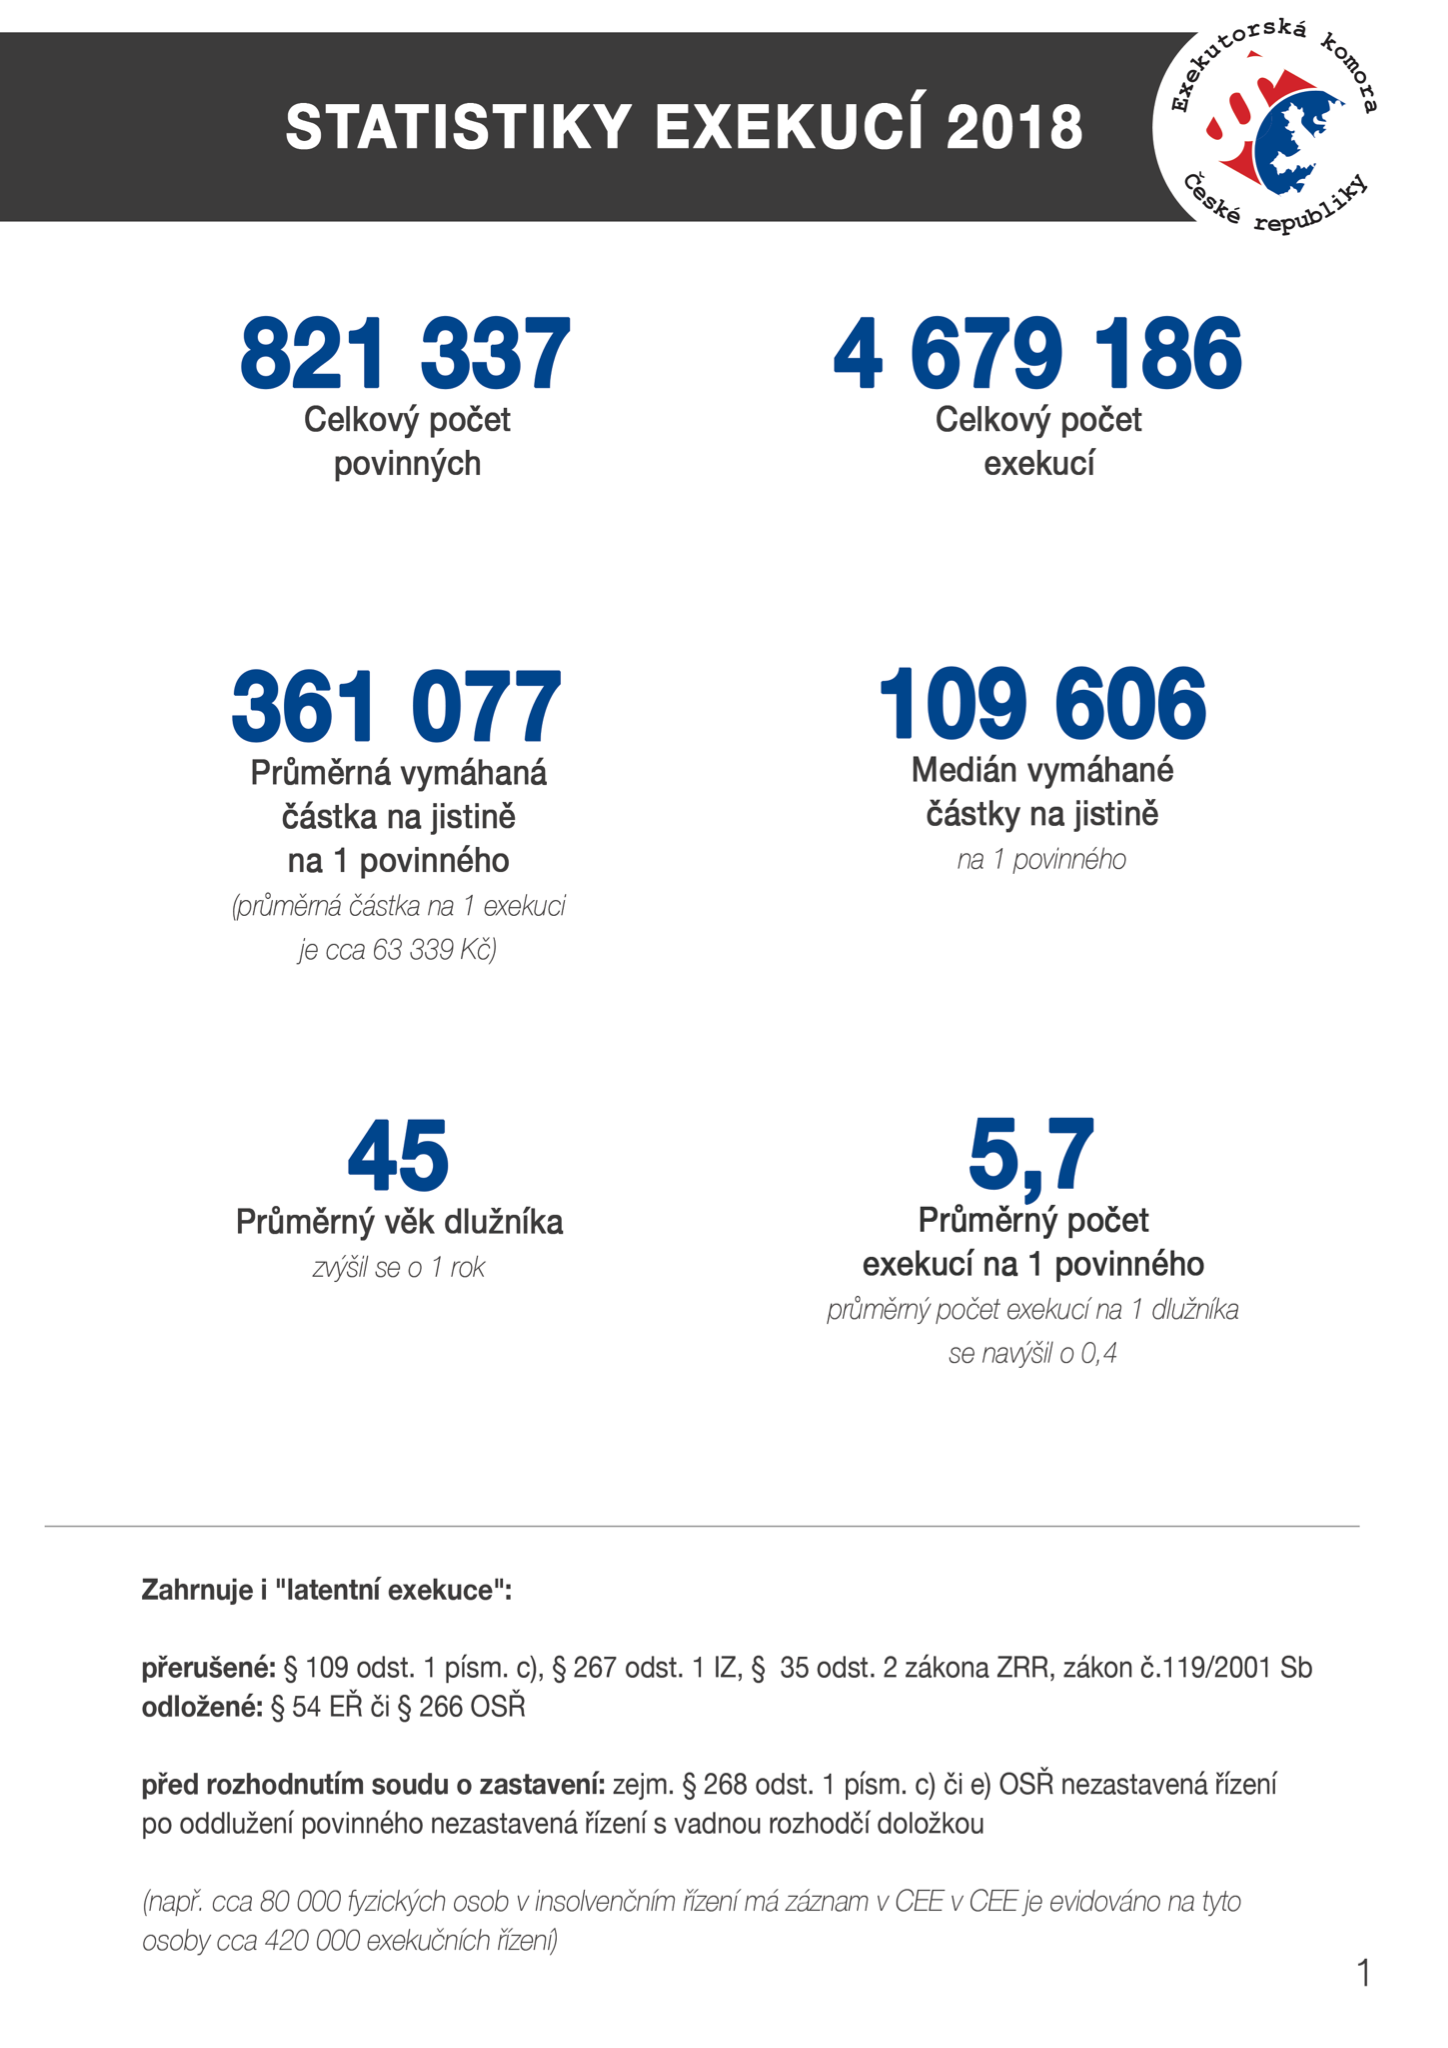 STATISTIKY EXEKUCÍ 2018
Exekutorská komora
České republiky
821 337
Celkový počet
povinných
4 679 186
Celkový počet
exekucí
361 077
Průměrná vymáhaná
částka na jistině
na 1 povinného
(průměrná částka na 1 exekuci
je cca 63 339 Kč)
109 606
Medián vymáhané
částky na jistině
na 1 povinného
45
Průměrný věk dlužníka
zvýšil se o 1 rok
5,7
Průměrný počet
exekucí na 1 povinného
průměrný počet exekucí na 1 dlužníka
se navýšil o 0,4
Zahrnuje i "latentní exekuce":
přerušené: § 109 odst. 1 písm. c), § 267 odst. 1 IZ, § 35 odst. 2 zákona ZRR, zákon č.119/2001 Sb
odložené: § 54 EŘ či § 266 OSŘ
před rozhodnutím soudu o zastavení: zejm. § 268 odst. 1 písm. c) či e) OSŘ nezastavená řízení
po oddlužení povinného nezastavená řízení s vadnou rozhodčí doložkou
(např. cca 80 000 fyzických osob v insolvenčním řízení má záznam v CEE v CEE je evidováno na tyto
osoby cca 420 000 exekučních řízení)
1